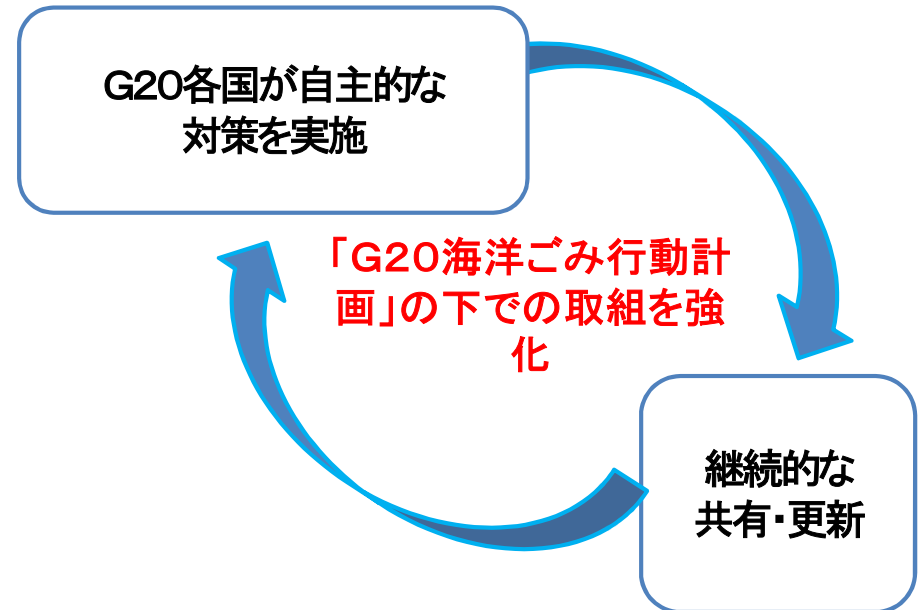 G20各国が自主的な
対策を実施
「G20海洋ごみ行動計
画」の下での取組を強
化
継続的な
共有・更新